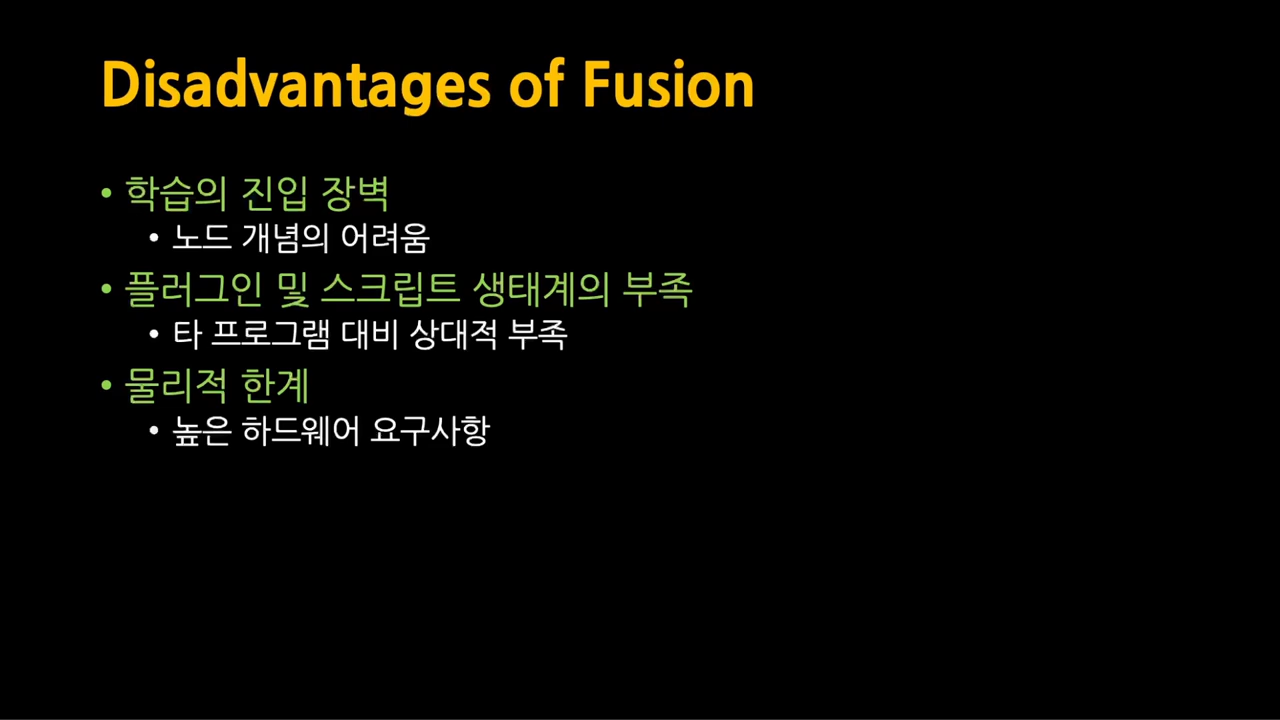 Disadvantages of Fusion
• 학습의 진입 장벽
• 노드 개념의 어려움
• 플러그인 및 스크립트 생태계의 부족
• 타 프로그램 대비 상대적 부족
• 물리적 한계
• 높은 하드웨어 요구사항